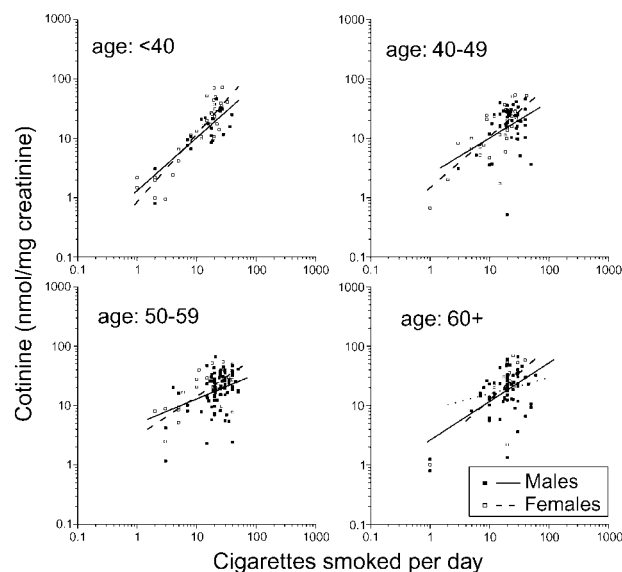 Cotinine (nmol/mg creatinine)
age: <40
100
10
1
0.1
0.1 1 10 100 1000
age: 40-49
1000
100
10
1
0.1
0.1 1 10 100 1000
age: 50-59
1000
100
10
1
0.1
0.1 1 10 100 1000
age: 60+
1000
100
10
1
0.1
0.1 1 10 100 1000
Males
Females
Cigarettes smoked per day